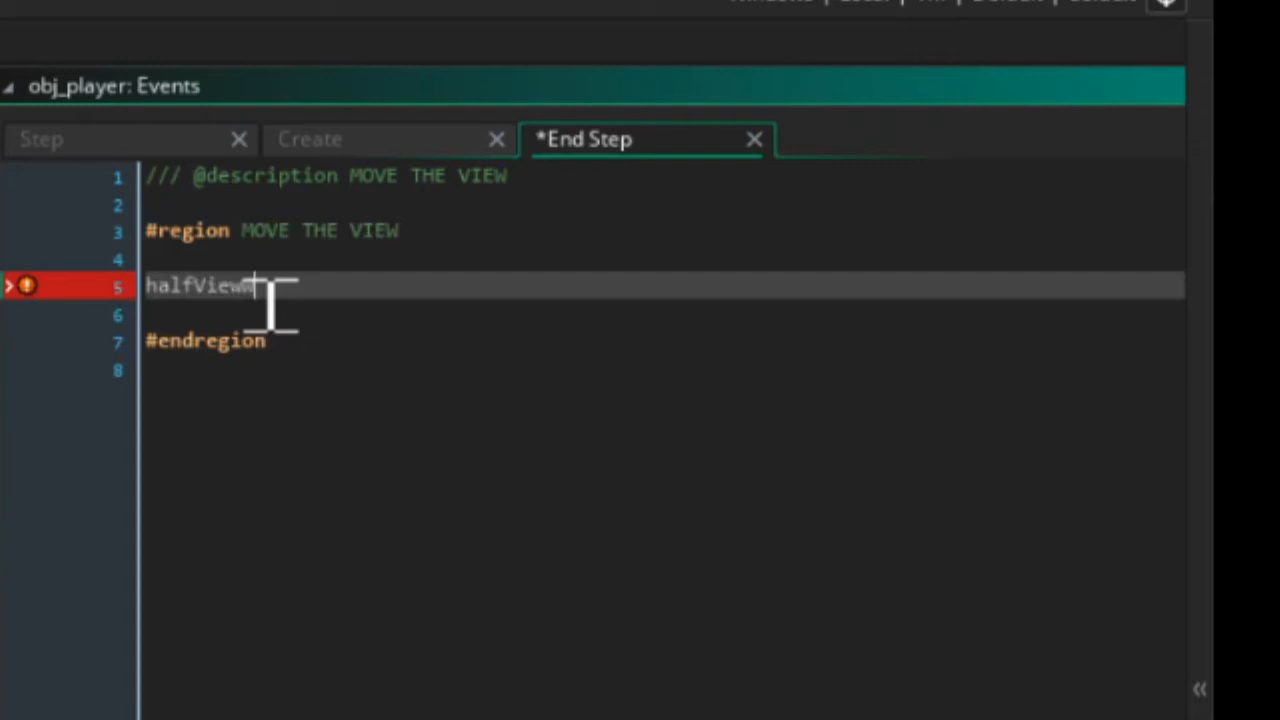 obj_player: Events
Step
Create
*End Step
1 /// @description MOVE THE VIEW
2
3 #region MOVE THE VIEW
4
5 halfViewW
6
7 #endregion
8